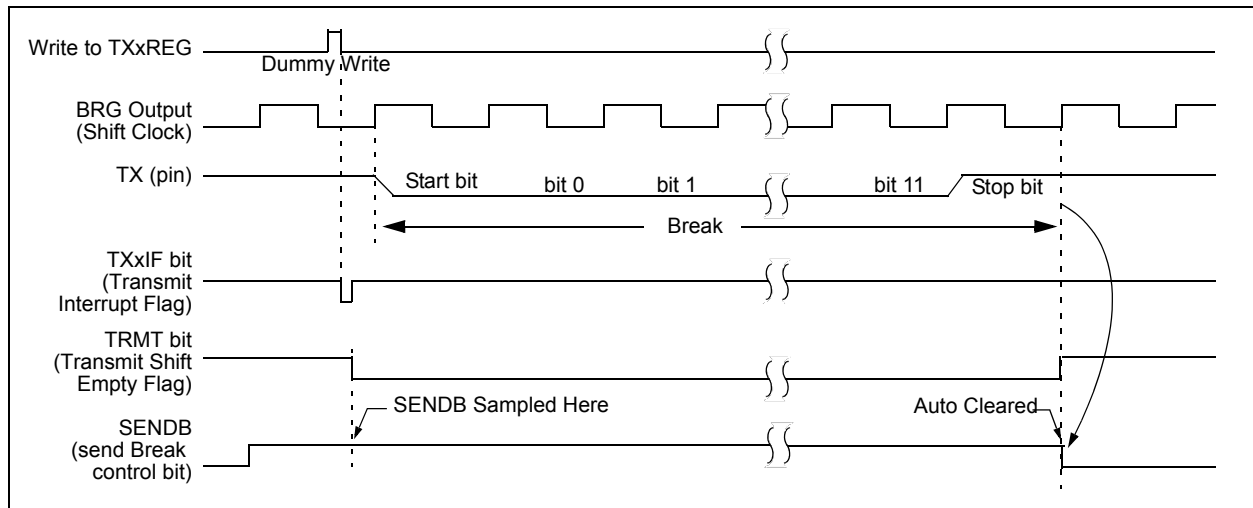 Write to TXxREG
Dummy Write
BRG Output
(Shift Clock)
TX (pin)
Start bit
bit 0
bit 1
bit 11
Stop bit
Break
TXxIF bit
(Transmit
Interrupt Flag)
TRMT bit
(Transmit Shift
Empty Flag)
SENDB Sampled Here
Auto Cleared
SENDB
(send Break
control bit)